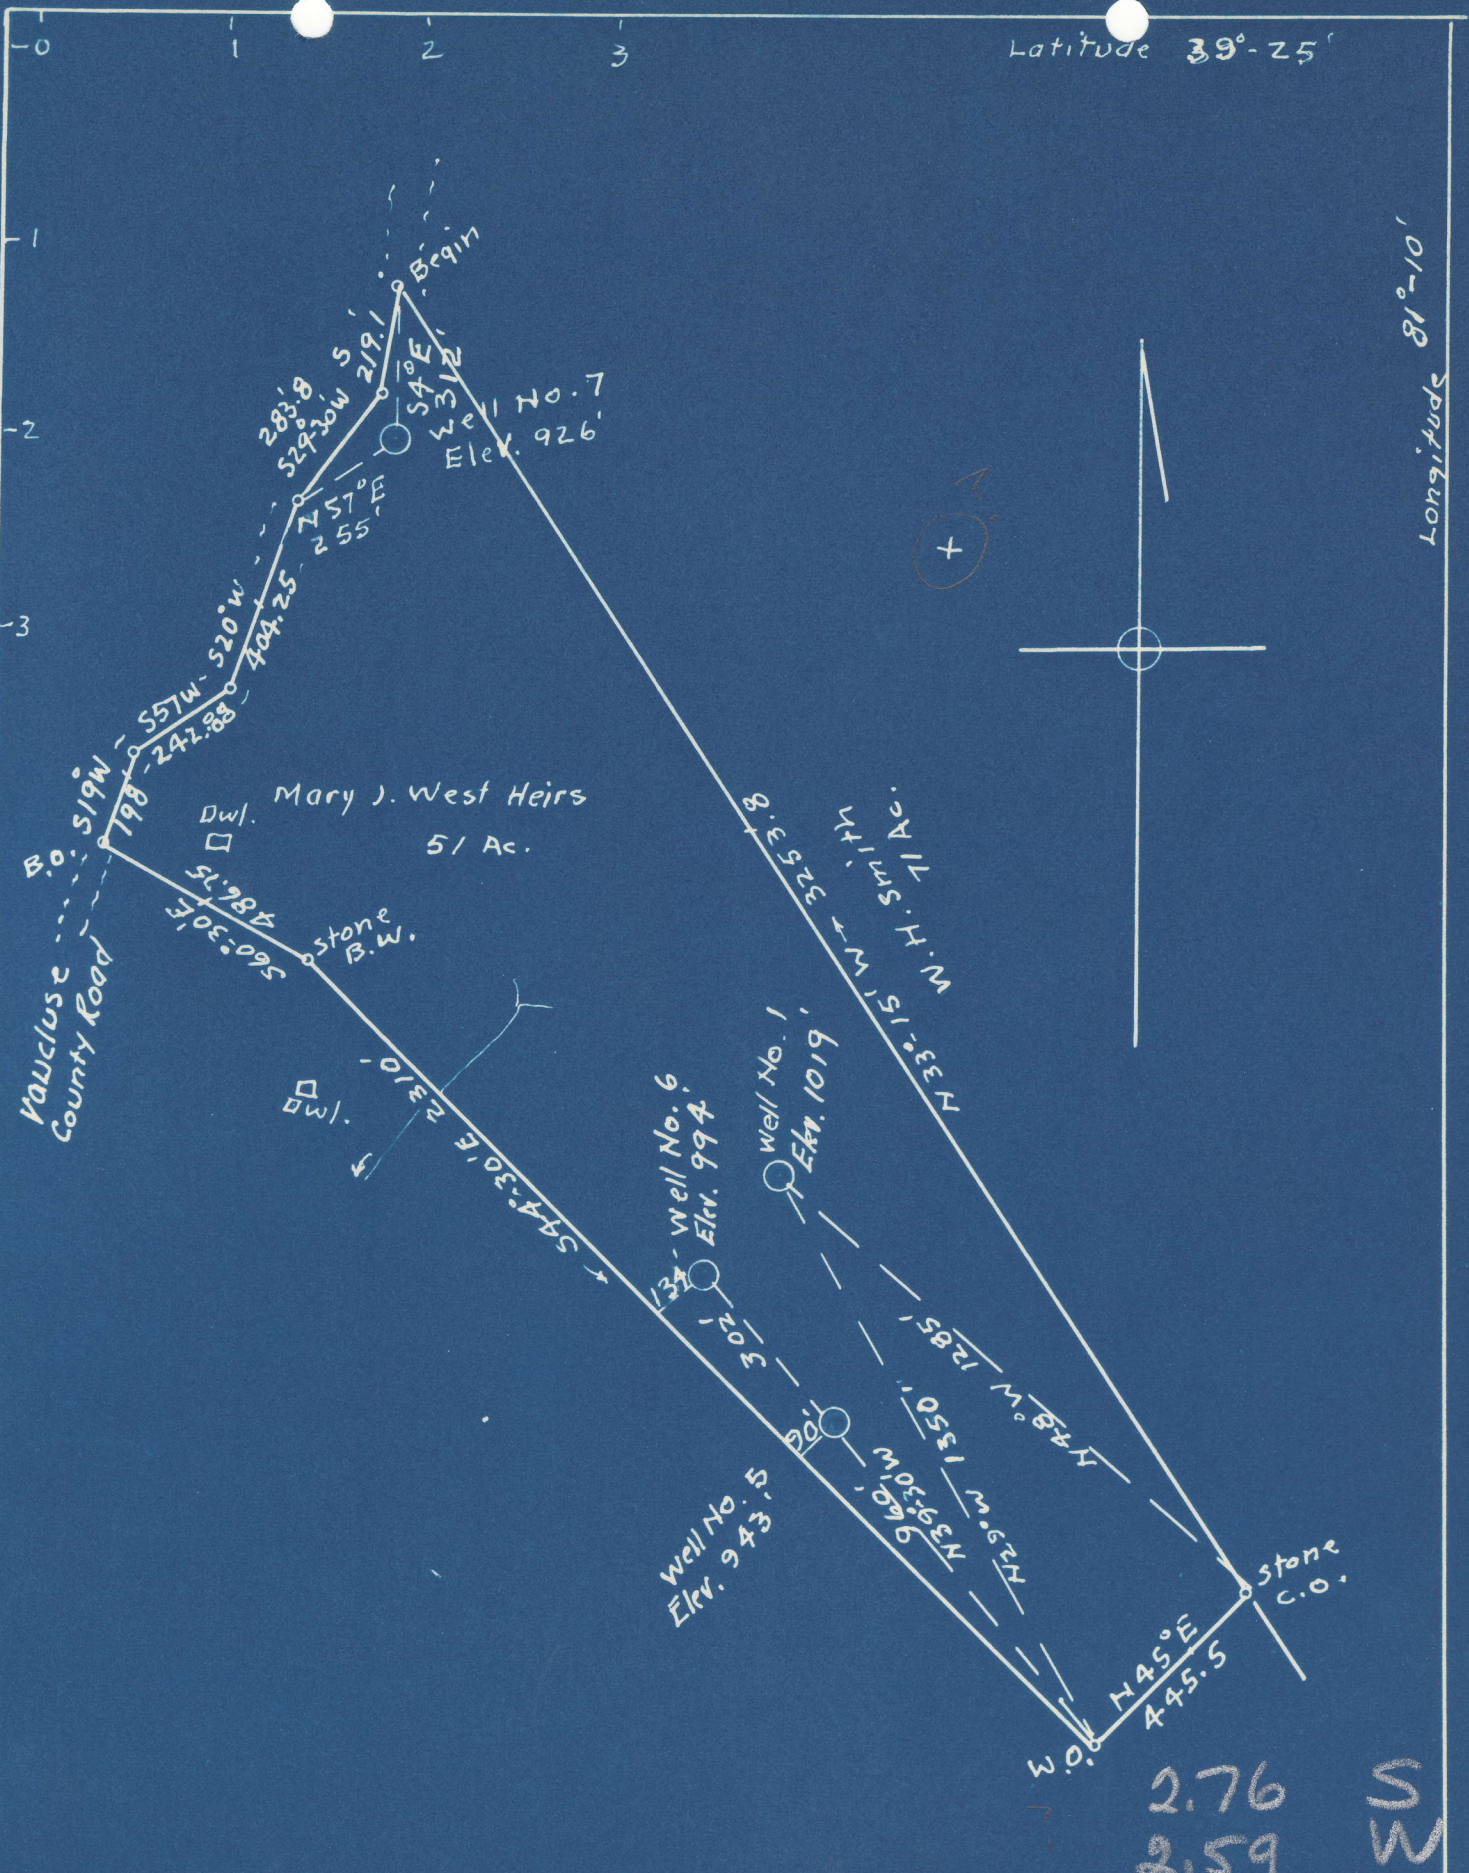 0
1
2
3
Latitude 39°-25'
1
2
3
Longitude 81°-10'
Begin
219.1'
S
283.8'
S29°-30'W
S4°E
312'
Well No. 7
Elev. 926'
N57°E
255'
S20°W
404.25
S57W
242.88
S19°W
198
B.O.
Mary J. West Heirs
51 Ac.
Dwl.
486.75
S60°-30'E
Stone
B.W.
Vaucluse
County Road
Dwl.
S44°-30'E 2310'
N33°-15'W 3253.8
W.H. Smith
71 Ac.
Well No. 1
Elev. 1019'
Well No. 6
Elev. 994'
134'
302'
90'
Well No. 5
Elev. 943'
N39°-30W
960'
N29°W 1350'
N48°W 1285'
Stone
C.O.
N45°E
445.5
W.O.
2.76 S
2.59 W